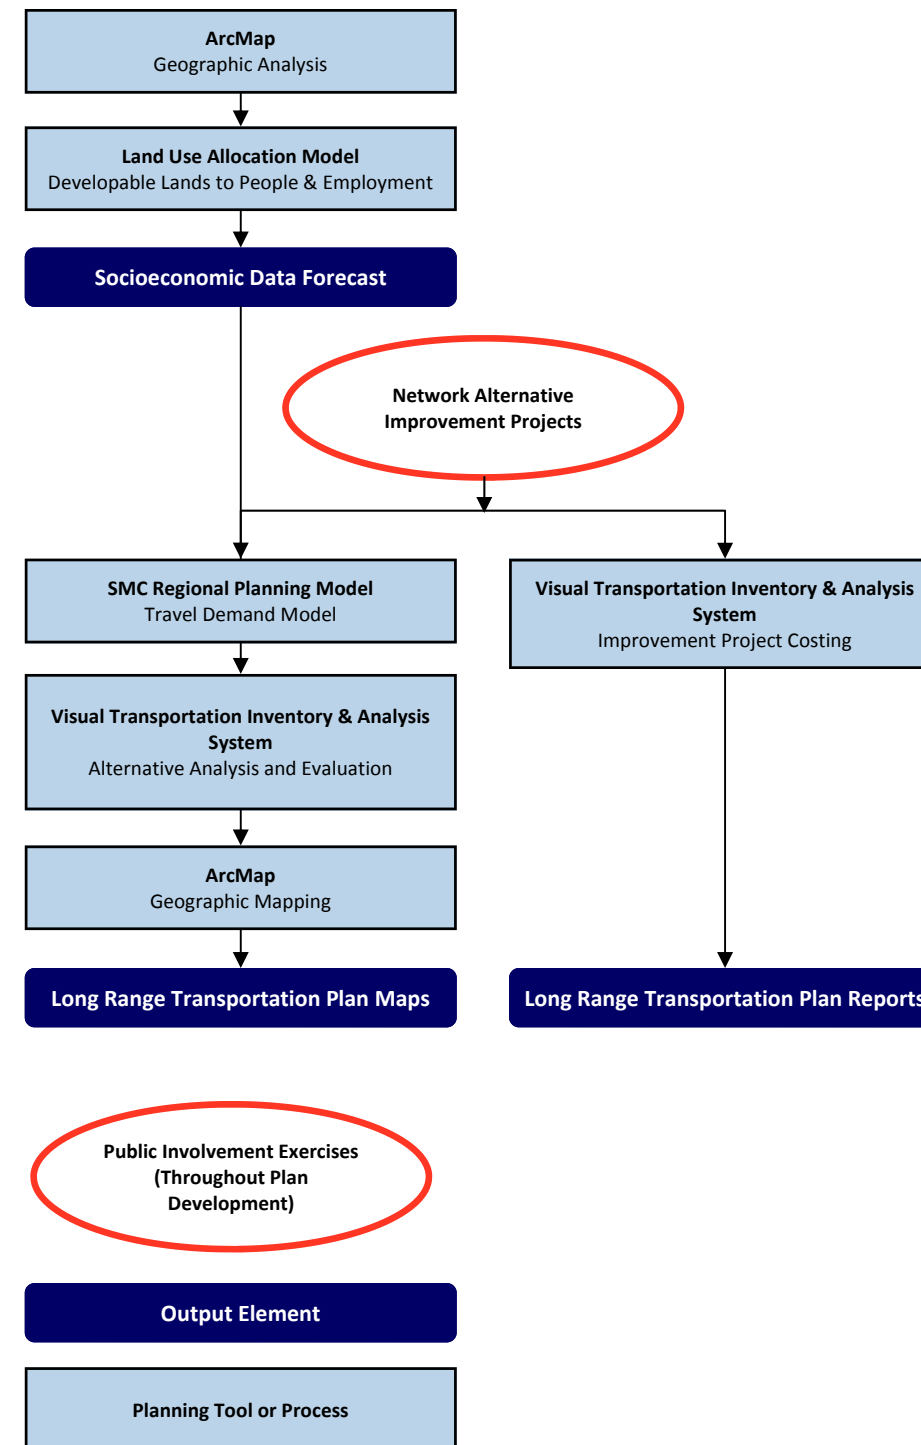 ArcMap
Geographic Analysis
Land Use Allocation Model
Developable Lands to People & Employment
Socioeconomic Data Forecast
Network Alternative
Improvement Projects
SMC Regional Planning Model
Travel Demand Model
Visual Transportation Inventory & Analysis
System
Improvement Project Costing
Visual Transportation Inventory & Analysis
System
Alternative Analysis and Evaluation
ArcMap
Geographic Mapping
Long Range Transportation Plan Maps
Long Range Transportation Plan Reports
Public Involvement Exercises
(Throughout Plan
Development)
Output Element
Planning Tool or Process